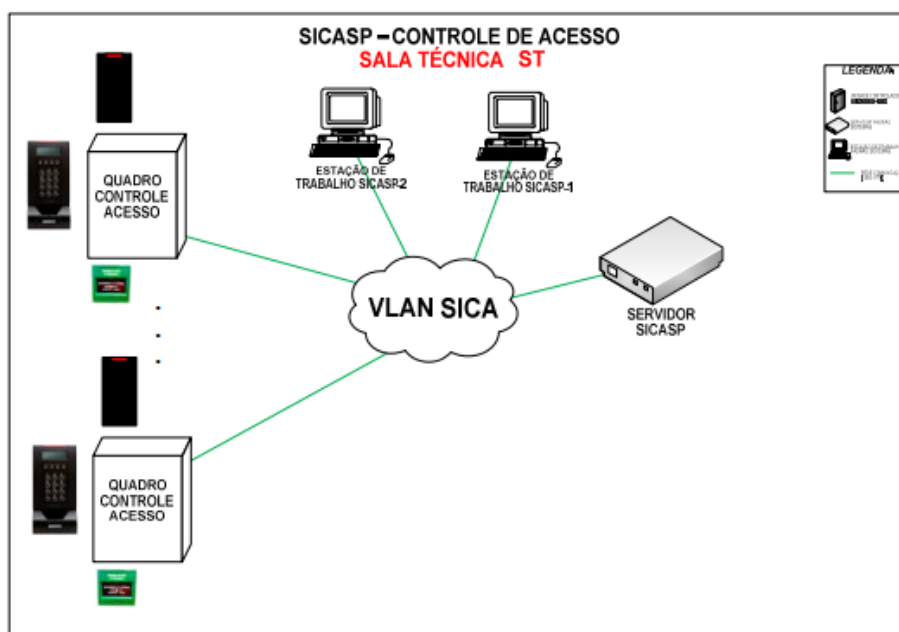 SICASP – CONTROLE DE ACESSO
SALA TÉCNICA ST
LEGENDA
QUADRO
CONTROLE
ACESSO
ESTAÇÃO DE
TRABALHO SICASP-2
ESTAÇÃO DE
TRABALHO SICASP-1
VLAN SICA
SERVIDOR
SICASP
QUADRO
CONTROLE
ACESSO